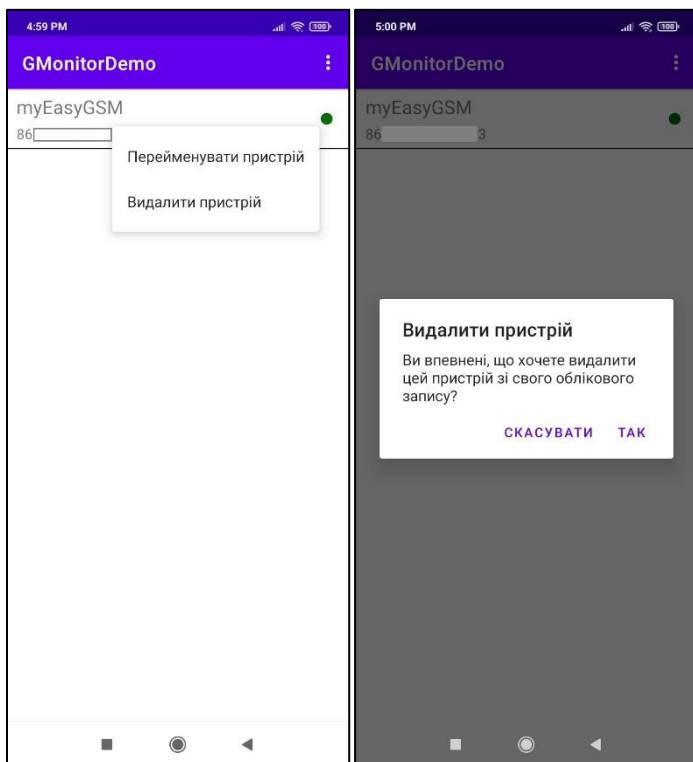 4:59 PM
100
GMonitorDemo
myEasyGSM
86
Перейменувати пристрій
Видалити пристрій
5:00 PM
100
GMonitorDemo
myEasyGSM
86 3
Видалити пристрій
Ви впевнені, що хочете видалити
цей пристрій зі свого облікового
запису?
СКАСУВАТИ ТАК